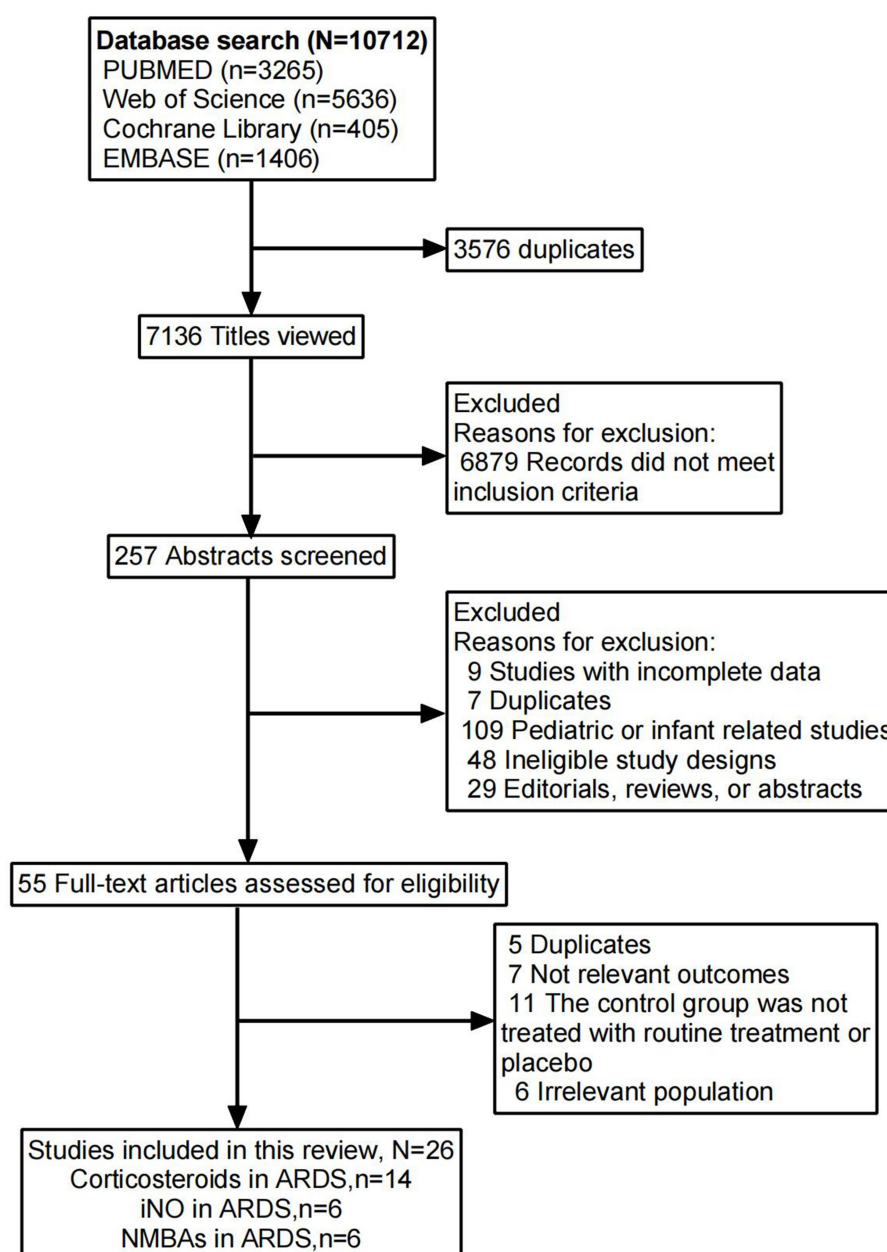 Database search (N=10712)
PUBMED (n=3265)
Web of Science (n=5636)
Cochrane Library (n=405)
EMBASE (n=1406)
3576 duplicates
7136 Titles viewed
Excluded
Reasons for exclusion:
6879 Records did not meet
inclusion criteria
257 Abstracts screened
Excluded
Reasons for exclusion:
9 Studies with incomplete data
7 Duplicates
109 Pediatric or infant related studies
48 Ineligible study designs
29 Editorials, reviews, or abstracts
55 Full-text articles assessed for eligibility
5 Duplicates
7 Not relevant outcomes
11 The control group was not
treated with routine treatment or
placebo
6 Irrelevant population
Studies included in this review, N=26
Corticosteroids in ARDS,n=14
iNO in ARDS,n=6
NMBAs in ARDS,n=6